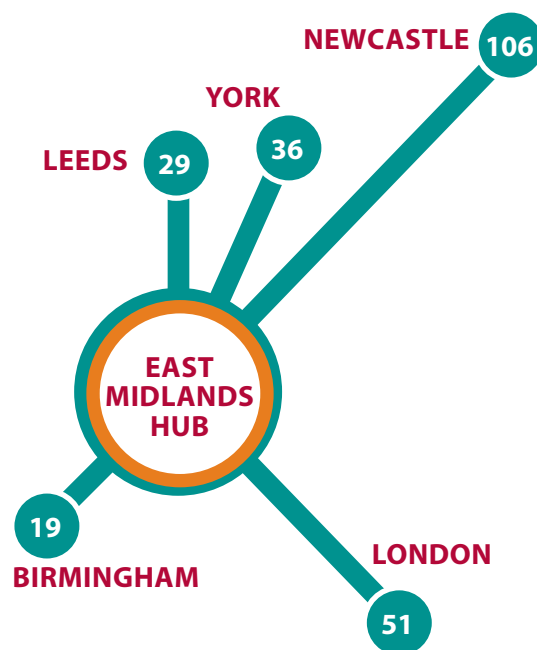 NEWCASTLE 106
YORK
36
LEEDS 29
EAST
MIDLANDS
HUB
19
BIRMINGHAM
LONDON
51